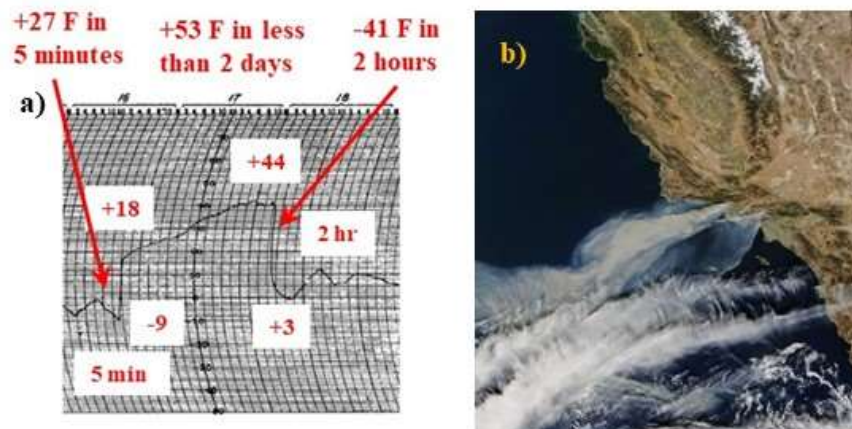 +27 F in
5 minutes
+53 F in less
than 2 days
-41 F in
2 hours
a)
16
17
18
+44
+18
2 hr
-9
+3
5 min
b)